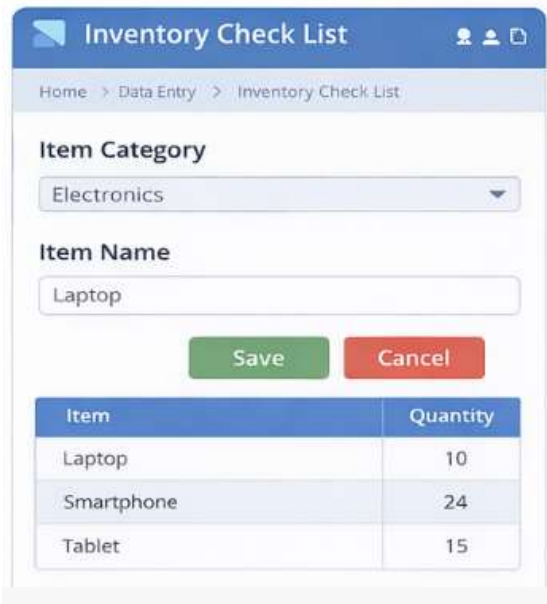 Inventory Check List
Home > Data Entry > Inventory Check List
Item Category
Electronics
Item Name
Laptop
Save Cancel
Item Quantity
Laptop 10
Smartphone 24
Tablet 15